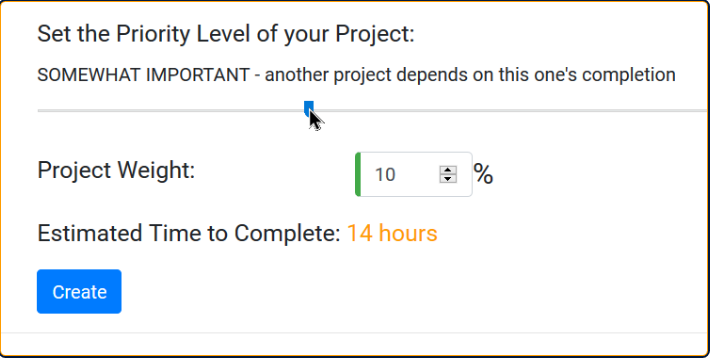 Set the Priority Level of your Project:
SOMEWHAT IMPORTANT - another project depends on this one's completion
Project Weight: 10 %
Estimated Time to Complete: 14 hours
Create